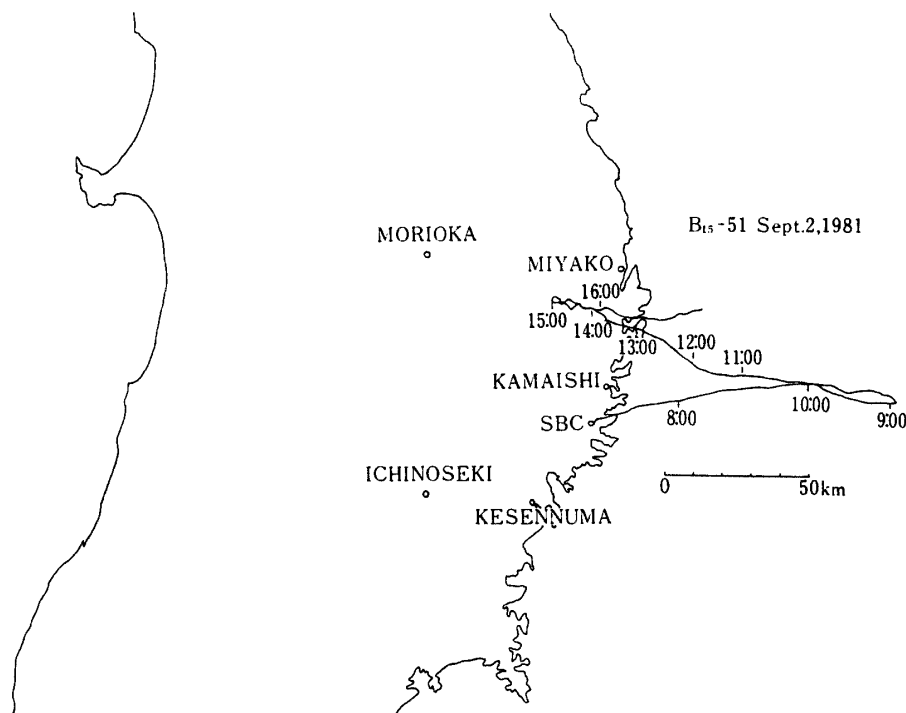 B₁₅-51 Sept.2,1981
MORIOKA
MIYAKO
16:00
15:00
14:00
13:00
12:00
11:00
KAMAISHI
10:00
9:00
8:00
SBC
ICHINOSEKI
0 50km
KESENNUMA